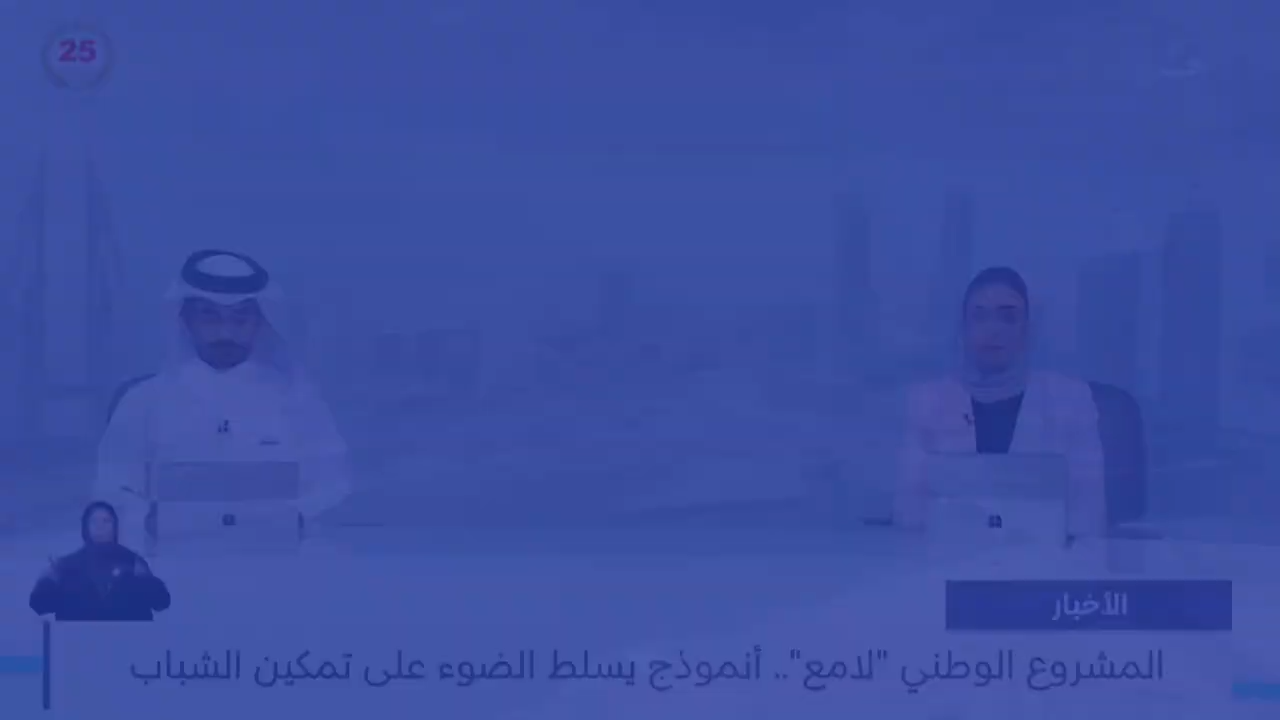 25
الأخبار
المشروع الوطني "لامع".. أنموذج يسلط الضوء على تمكين الشباب